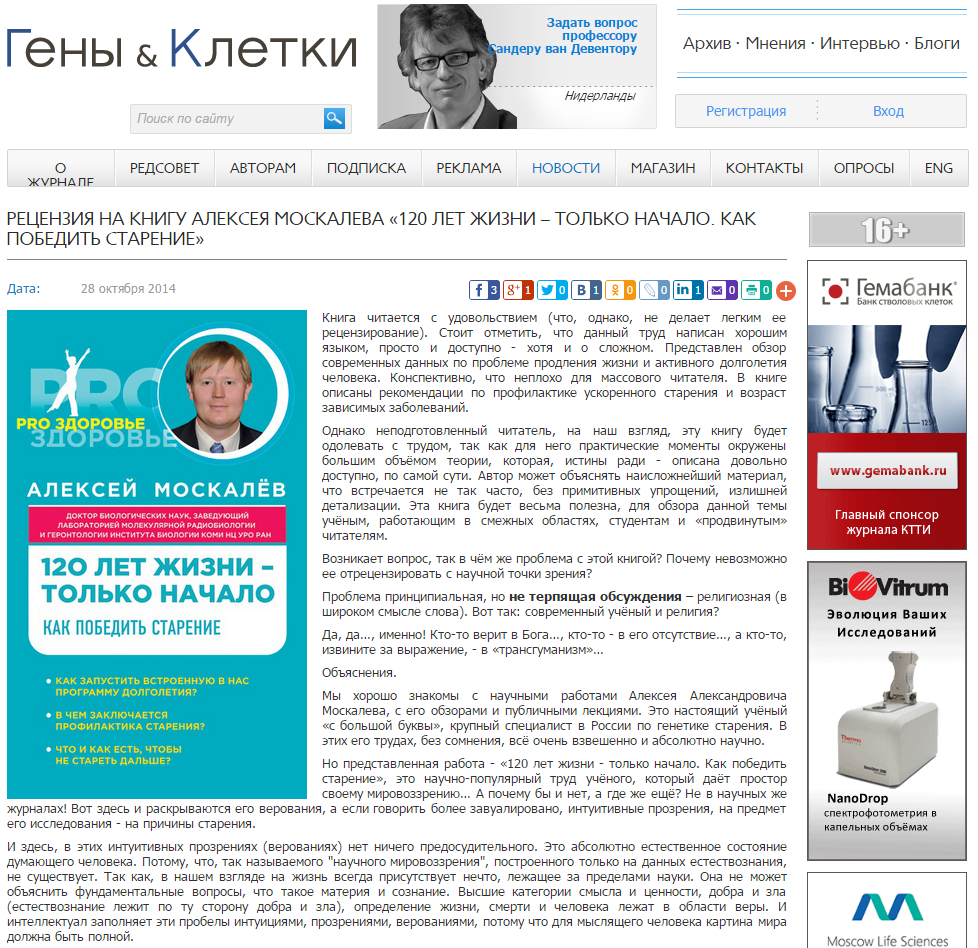 Гены & Клетки
Задать вопрос
профессору
Сандеру ван Девентору
Нидерланды
Архив · Мнения · Интервью · Блоги
Поиск по сайту
Регистрация
Вход
О ЖУРНАЛЕ
РЕДСОВЕТ
АВТОРАМ
ПОДПИСКА
РЕКЛАМА
НОВОСТИ
МАГАЗИН
КОНТАКТЫ
ОПРОСЫ
ENG
РЕЦЕНЗИЯ НА КНИГУ АЛЕКСЕЯ МОСКАЛЕВА «120 ЛЕТ ЖИЗНИ – ТОЛЬКО НАЧАЛО. КАК
ПОБЕДИТЬ СТАРЕНИЕ»
Дата: 28 октября 2014
f 3 g+ 1 0 B 1 0 0 in 1 0 0 +
PRO
PRO ЗДОРОВЬЕ
ЗДОРОВЬЕ
АЛЕКСЕЙ МОСКАЛЁВ
ДОКТОР БИОЛОГИЧЕСКИХ НАУК, ЗАВЕДУЮЩИЙ
ЛАБОРАТОРИЕЙ МОЛЕКУЛЯРНОЙ РАДИОБИОЛОГИИ
И ГЕРОНТОЛОГИИ ИНСТИТУТА БИОЛОГИИ КОМИ НЦ УРО РАН
120 ЛЕТ ЖИЗНИ –
ТОЛЬКО НАЧАЛО
КАК ПОБЕДИТЬ СТАРЕНИЕ
• КАК ЗАПУСТИТЬ ВСТРОЕННУЮ В НАС
ПРОГРАММУ ДОЛГОЛЕТИЯ?
• В ЧЕМ ЗАКЛЮЧАЕТСЯ
ПРОФИЛАКТИКА СТАРЕНИЯ?
• ЧТО И КАК ЕСТЬ, ЧТОБЫ
НЕ СТАРЕТЬ ДАЛЬШЕ?
Книга читается с удовольствием (что, однако, не делает легким ее
рецензирование). Стоит отметить, что данный труд написан хорошим
языком, просто и доступно - хотя и о сложном. Представлен обзор
современных данных по проблеме продления жизни и активного долголетия
человека. Конспективно, что неплохо для массового читателя. В книге
описаны рекомендации по профилактике ускоренного старения и возраст
зависимых заболеваний.
Однако неподготовленный читатель, на наш взгляд, эту книгу будет
одолевать с трудом, так как для него практические моменты окружены
большим объёмом теории, которая, истины ради - описана довольно
доступно, по самой сути. Автор может объяснять наисложнейший материал,
что встречается не так часто, без примитивных упрощений, излишней
детализации. Эта книга будет весьма полезна, для обзора данной темы
учёным, работающим в смежных областях, студентам и «продвинутым»
читателям.
Возникает вопрос, так в чём же проблема с этой книгой? Почему невозможно
ее отрецензировать с научной точки зрения?
Проблема принципиальная, но не терпящая обсуждения – религиозная (в
широком смысле слова). Вот так: современный учёный и религия?
Да, да…, именно! Кто-то верит в Бога…, кто-то - в его отсутствие…, а кто-то,
извините за выражение, - в «трансгуманизм»…
Объяснения.
Мы хорошо знакомы с научными работами Алексея Александровича
Москалева, с его обзорами и публичными лекциями. Это настоящий учёный
«с большой буквы», крупный специалист в России по генетике старения. В
этих его трудах, без сомнения, всё очень взвешенно и абсолютно научно.
Но представленная работа - «120 лет жизни - только начало. Как победить
старение», это научно-популярный труд учёного, который даёт простор
своему мировоззрению… А почему бы и нет, а где же ещё? Не в научных же
журналах! Вот здесь и раскрываются его верования, а если говорить более завуалировано, интуитивные прозрения, на предмет
его исследования - на причины старения.
И здесь, в этих интуитивных прозрениях (верованиях) нет ничего предосудительного. Это абсолютно естественное состояние
думающего человека. Потому, что, так называемого "научного мировоззрения", построенного только на данных естествознания,
не существует. Так как, в нашем взгляде на жизнь всегда присутствует нечто, лежащее за пределами науки. Она не может
объяснить фундаментальные вопросы, что такое материя и сознание. Высшие категории смысла и ценности, добра и зла
(естествознание лежит по ту сторону добра и зла), определение жизни, смерти и человека лежат в области веры. И
интеллектуал заполняет эти пробелы интуициями, прозрениями, верованиями, потому что для мыслящего человека картина мира
должна быть полной.
16+
Гемабанк®
Банк стволовых клеток
www.gemabank.ru
Главный спонсор
журнала КТТИ
BioVitrum
Эволюция Ваших
Исследований
Thermo
NanoDrop
спектрофотометрия в
капельных объёмах
Moscow Life Sciences